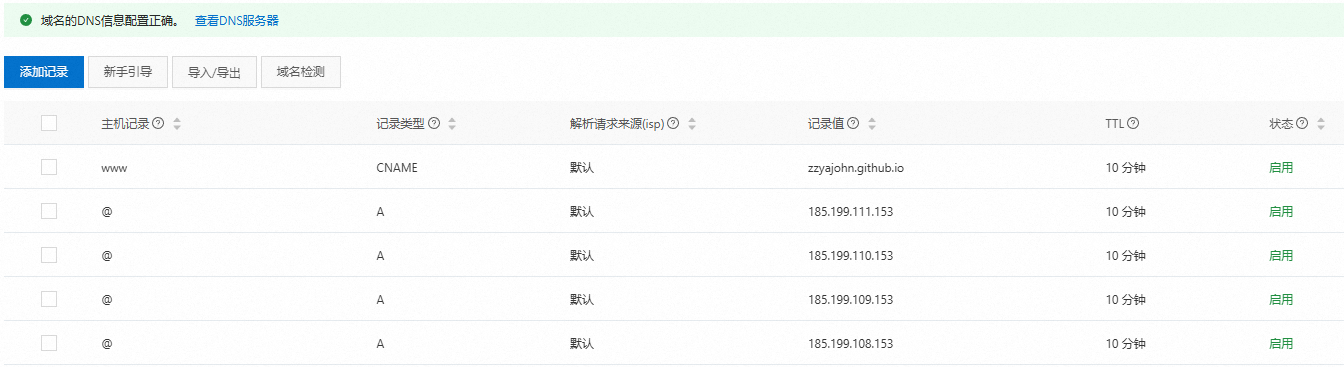 域名的DNS信息配置正确。 查看DNS服务器
添加记录 新手引导 导入/导出 域名检测
主机记录 记录类型 解析请求来源(isp) 记录值 TTL 状态
www CNAME 默认 zzyajohn.github.io 10 分钟 启用
@ A 默认 185.199.111.153 10 分钟 启用
@ A 默认 185.199.110.153 10 分钟 启用
@ A 默认 185.199.109.153 10 分钟 启用
@ A 默认 185.199.108.153 10 分钟 启用